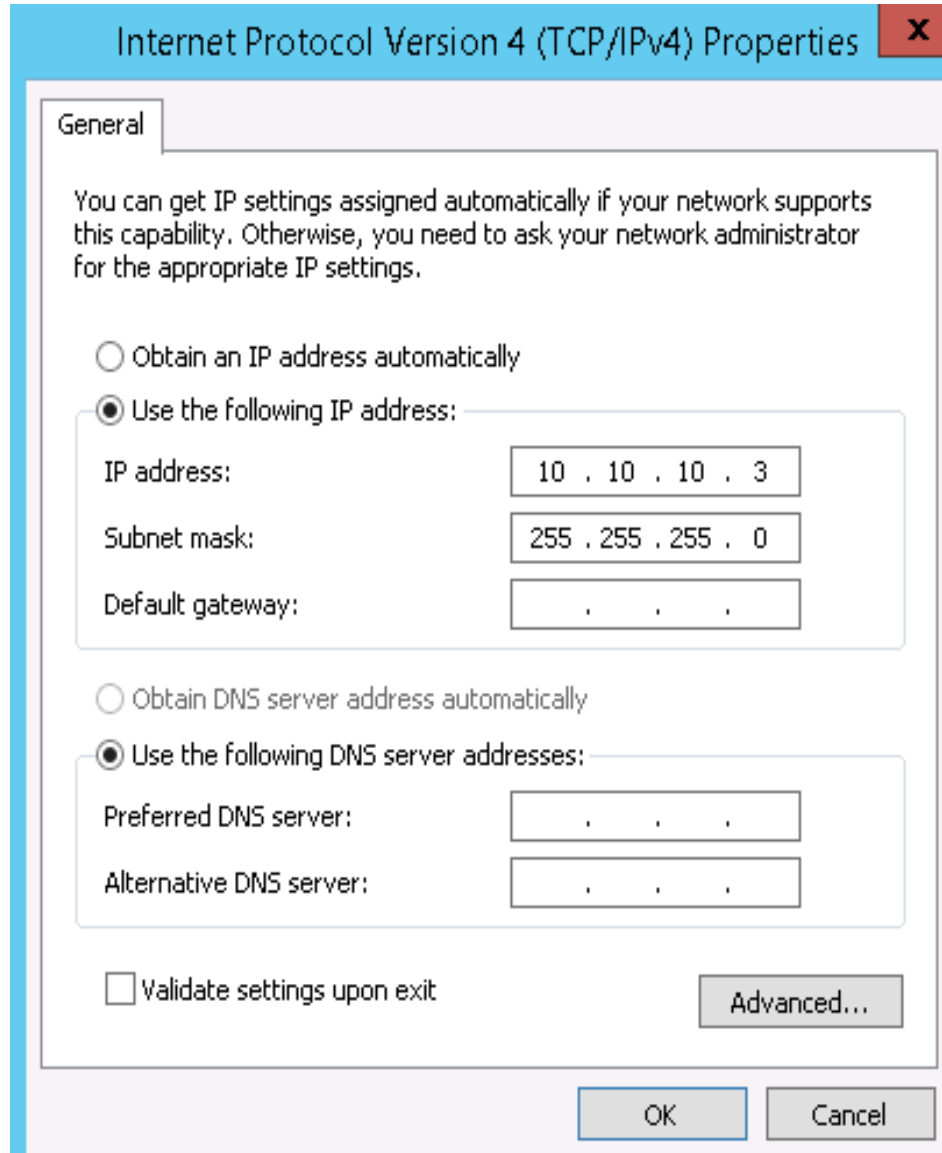 Internet Protocol Version 4 (TCP/IPv4) Properties
x
General
You can get IP settings assigned automatically if your network supports
this capability. Otherwise, you need to ask your network administrator
for the appropriate IP settings.
Obtain an IP address automatically
Use the following IP address:
IP address: 10 . 10 . 10 . 3
Subnet mask: 255 . 255 . 255 . 0
Default gateway: . . .
Obtain DNS server address automatically
Use the following DNS server addresses:
Preferred DNS server: . . .
Alternative DNS server: . . .
Validate settings upon exit
Advanced...
OK Cancel